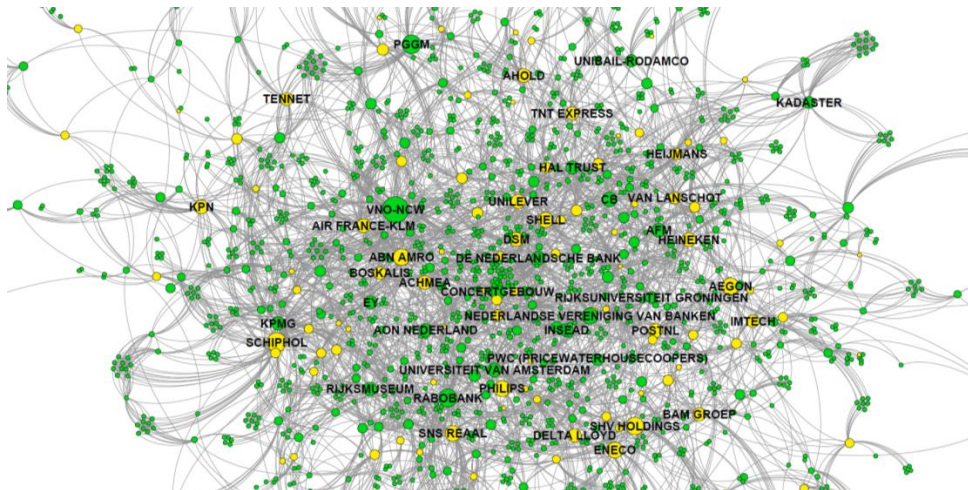 PGGM
UNIBAIL-RODAMCO
AHOLD
TENNET
KADASTER
TNT EXPRESS
HEIJMANS
HAL TRUST
VAN LANSCHOT
CB
UNILEVER
KPN
VNO-NCW
SHELL
AIR FRANCE-KLM
AFM
DSM
HEINEKEN
ABN AMRO
DE NEDERLANDSCHE BANK
BOSKALIS
ACHMEA
AEGON
CONCERTGEBOUW
RIJKSUNIVERSITEIT GRONINGEN
EY
NEDERLANDSE VERENIGING VAN BANKEN
IMTECH
KPMG
AON NEDERLAND
INSEAD
POSTNL
SCHIPHOL
PWC (PRICEWATERHOUSECOOPERS)
UNIVERSITEIT VAN AMSTERDAM
RIJKSMUSEUM
PHILIPS
RABOBANK
BAM GROEP
SHV HOLDINGS
SNS REAAL
DELTA LLOYD
ENECO